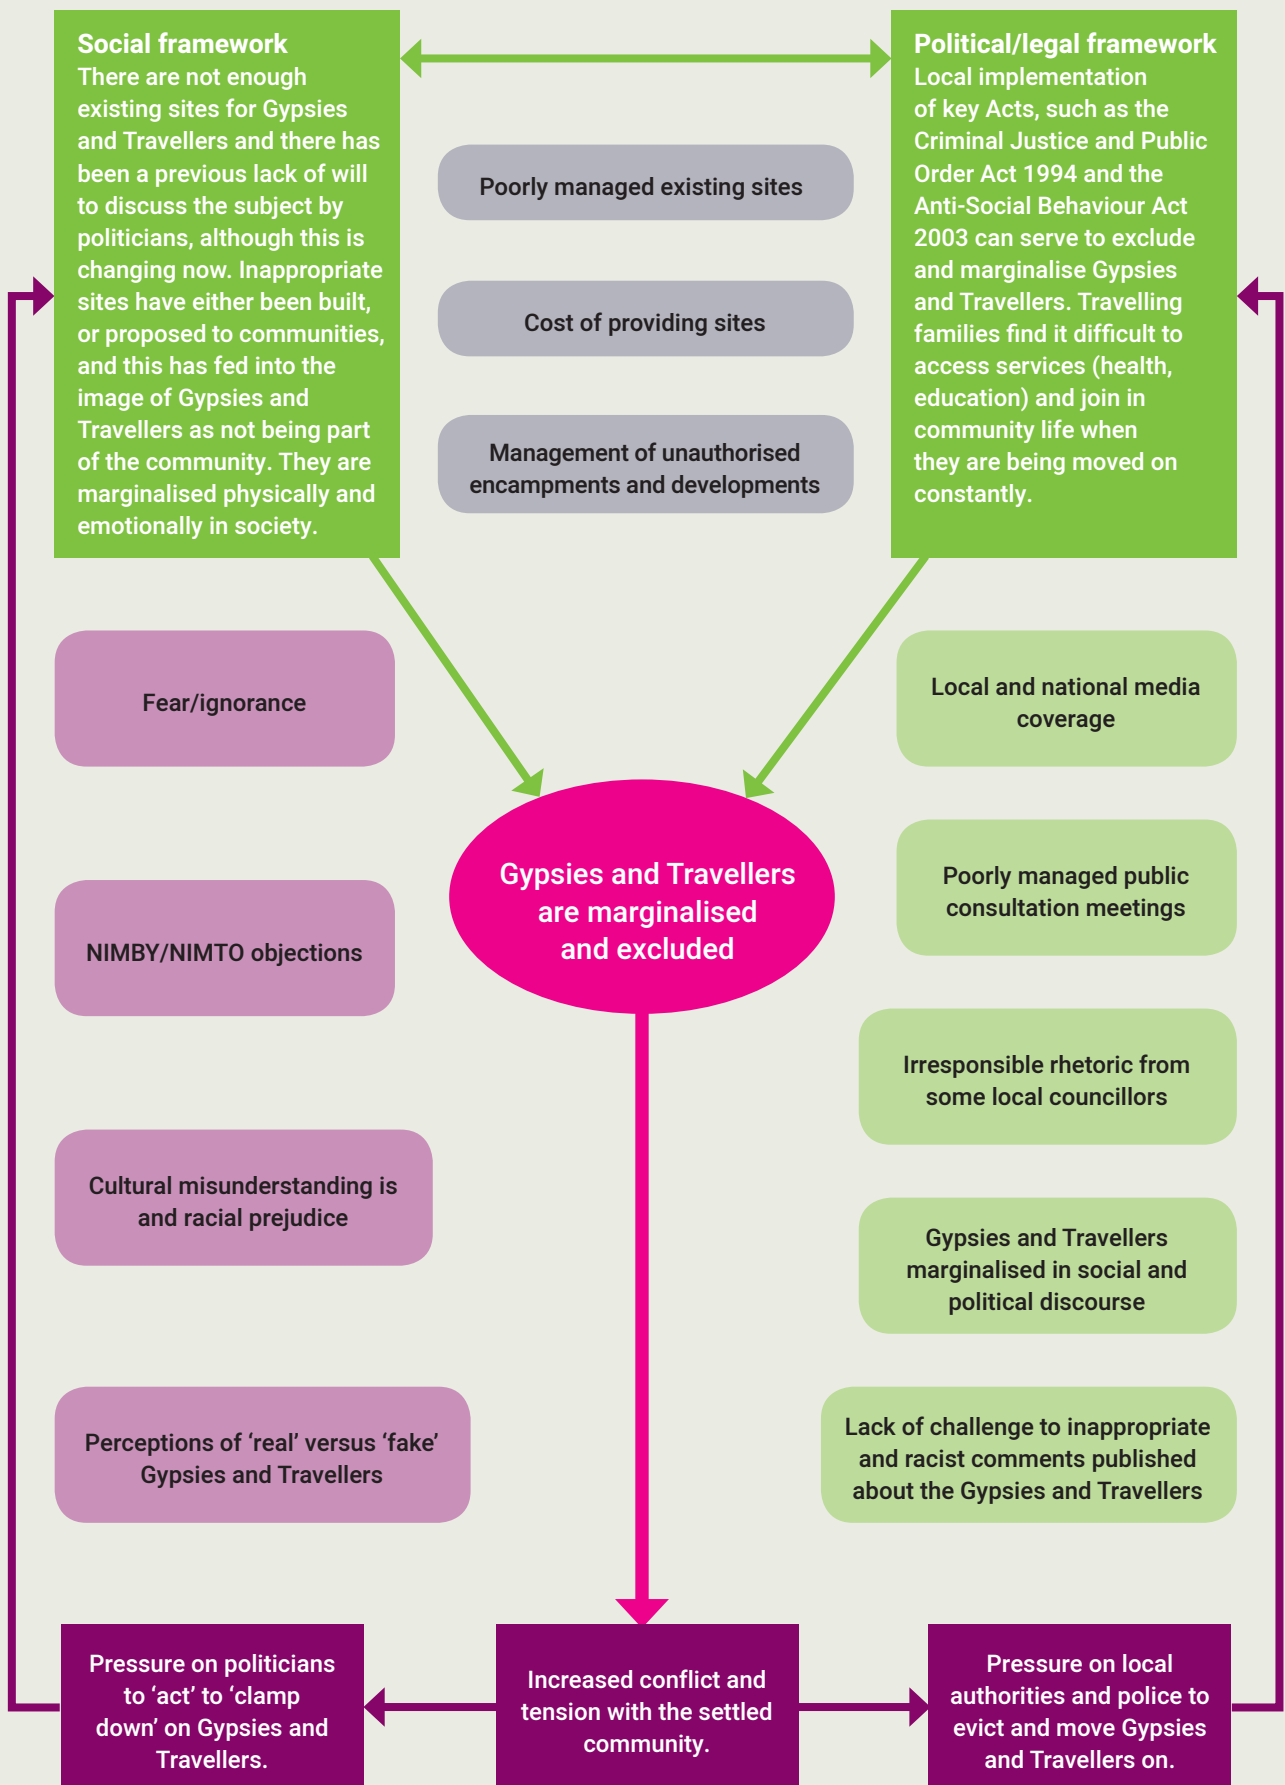 Social framework
There are not enough
existing sites for Gypsies
and Travellers and there has
been a previous lack of will
to discuss the subject by
politicians, although this is
changing now. Inappropriate
sites have either been built,
or proposed to communities,
and this has fed into the
image of Gypsies and
Travellers as not being part
of the community. They are
marginalised physically and
emotionally in society.
Political/legal framework
Local implementation
of key Acts, such as the
Criminal Justice and Public
Order Act 1994 and the
Anti-Social Behaviour Act
2003 can serve to exclude
and marginalise Gypsies
and Travellers. Travelling
families find it difficult to
access services (health,
education) and join in
community life when
they are being moved on
constantly.
Poorly managed existing sites
Cost of providing sites
Management of unauthorised
encampments and developments
Fear/ignorance
NIMBY/NIMTO objections
Cultural misunderstanding is
and racial prejudice
Perceptions of ‘real’ versus ‘fake’
Gypsies and Travellers
Gypsies and Travellers
are marginalised
and excluded
Local and national media
coverage
Poorly managed public
consultation meetings
Irresponsible rhetoric from
some local councillors
Gypsies and Travellers
marginalised in social and
political discourse
Lack of challenge to inappropriate
and racist comments published
about the Gypsies and Travellers
Pressure on politicians
to ‘act’ to ‘clamp
down’ on Gypsies and
Travellers.
Increased conflict and
tension with the settled
community.
Pressure on local
authorities and police to
evict and move Gypsies
and Travellers on.